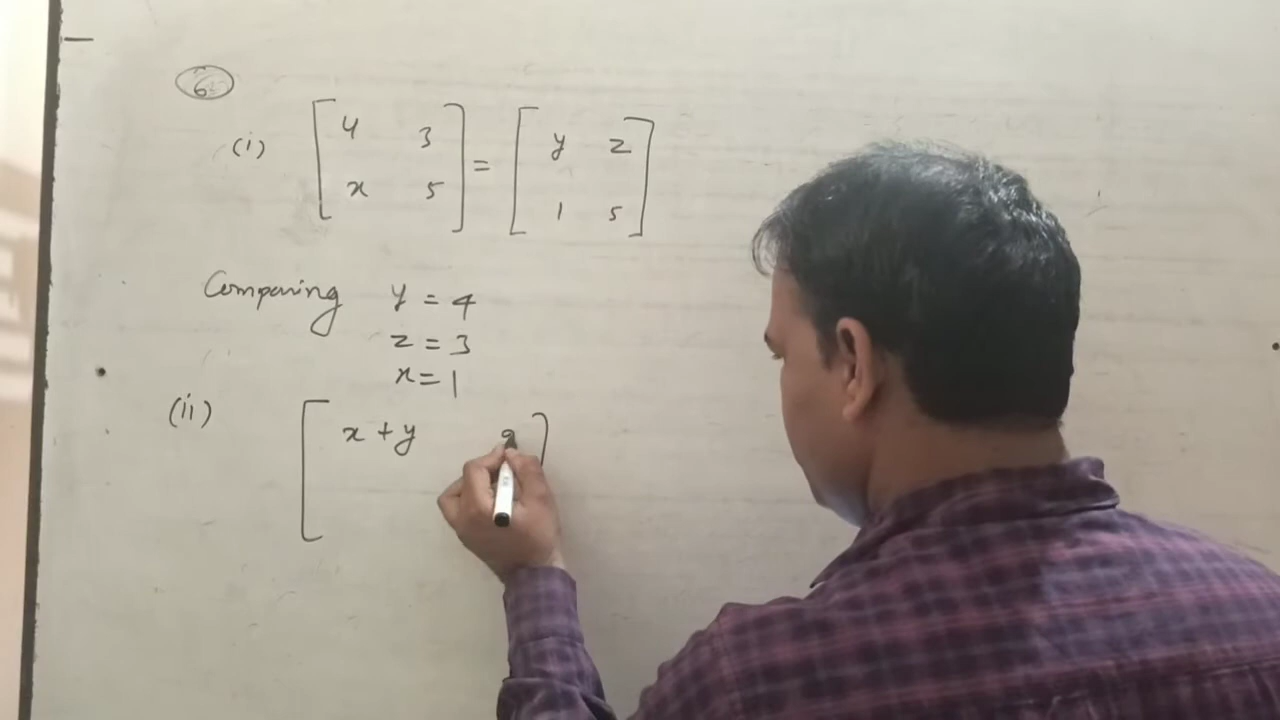 6
(i) [ 4 3 ] = [ y z ]
[ x 5 ] [ 1 5 ]
Comparing y = 4
z = 3
x = 1
(ii) [ x + y ]